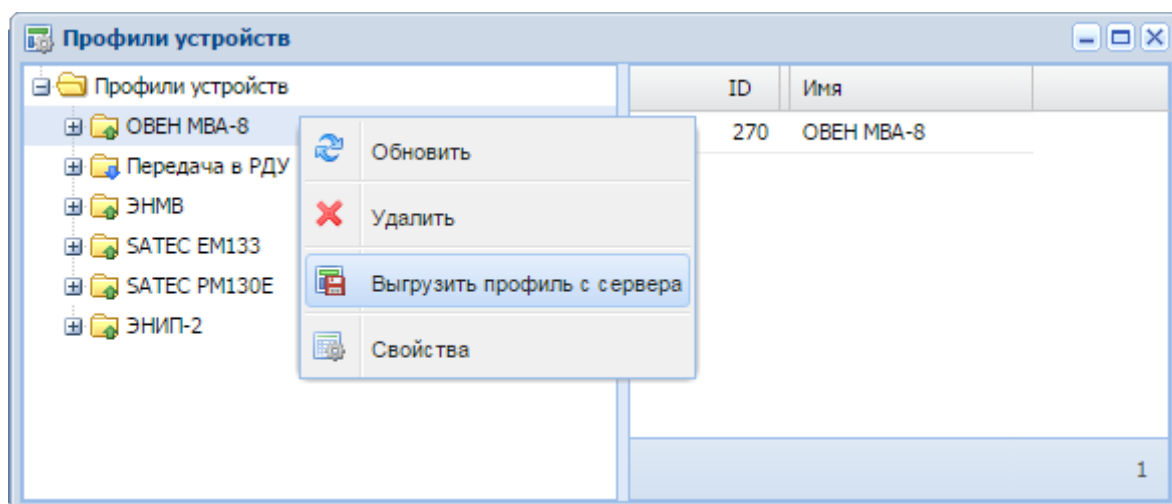 Профили устройств
Профили устройств
ОВЕН МВА-8
Передача в РДУ
ЭНМВ
SATEC EM133
SATEC PM130E
ЭНИП-2
Обновить
Удалить
Выгрузить профиль с сервера
Свойства
ID Имя
270 ОВЕН МВА-8
1